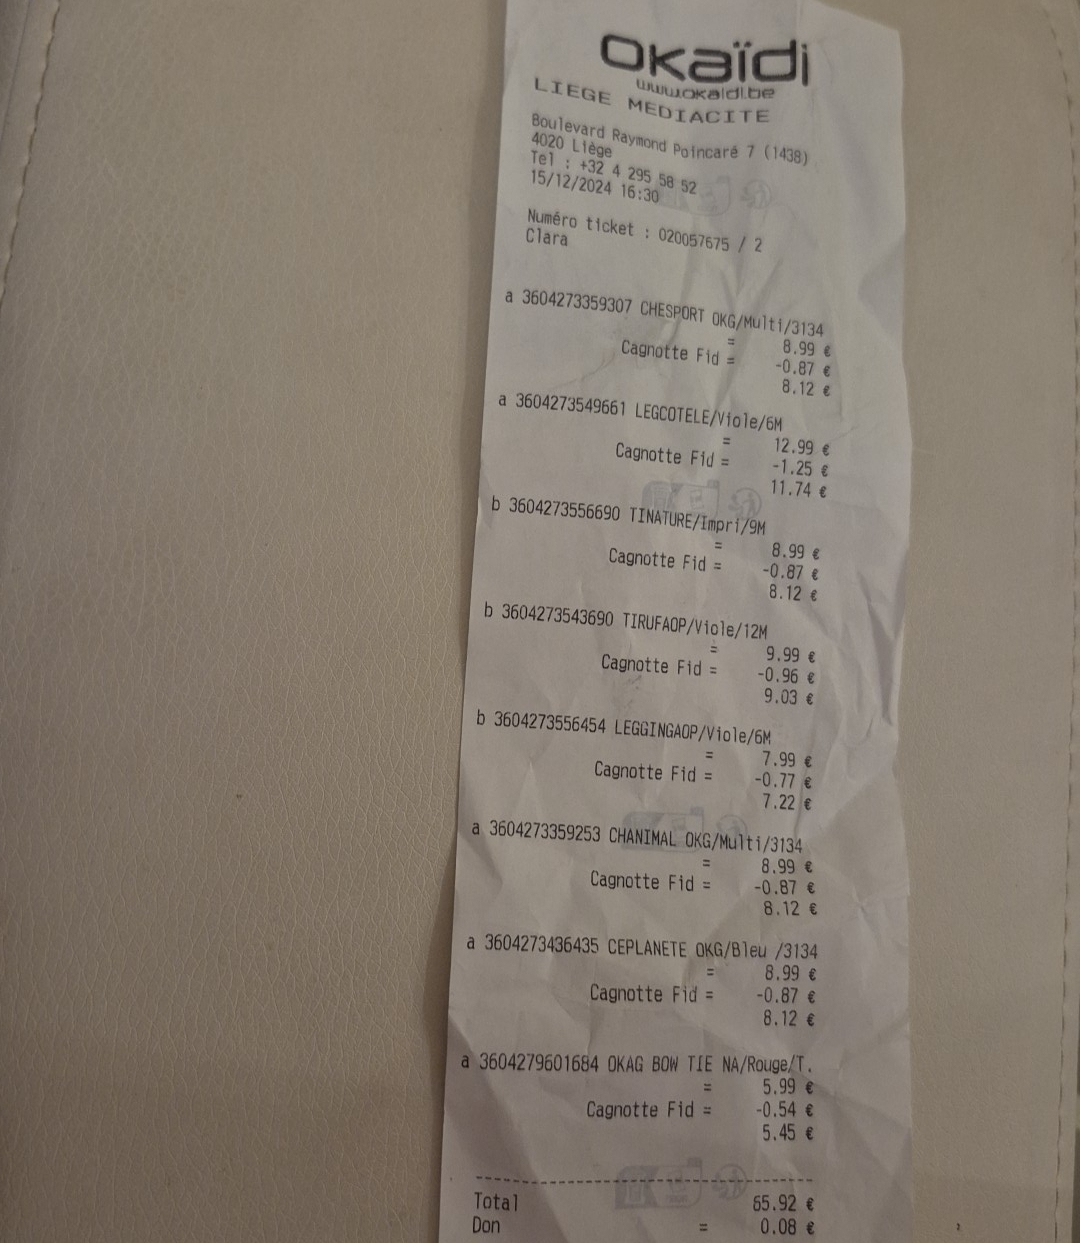 Okaïdi
www.okaidi.be
LIEGE MEDIACITE
Boulevard Raymond Poincaré 7 (1438)
4020 Liège
Tel : +32 4 295 58 52
15/12/2024 16:30
Numéro ticket : 020057675 / 2
Clara
a 3604273359307 CHESPORT OKG/Multi/3134
= 8.99 €
Cagnotte Fid = -0.87 €
8.12 €
a 3604273549661 LEGCOTELE/Viole/6M
= 12.99 €
Cagnotte Fid = -1.25 €
11.74 €
b 3604273556690 TINATURE/Impri/9M
= 8.99 €
Cagnotte Fid = -0.87 €
8.12 €
b 3604273543690 TIRUFAOP/Viole/12M
= 9.99 €
Cagnotte Fid = -0.96 €
9.03 €
b 3604273556454 LEGGINGAOP/Viole/6M
= 7.99 €
Cagnotte Fid = -0.77 €
7.22 €
a 3604273359253 CHANIMAL OKG/Multi/3134
= 8.99 €
Cagnotte Fid = -0.87 €
8.12 €
a 3604273436435 CEPLANETE OKG/Bleu /3134
= 8.99 €
Cagnotte Fid = -0.87 €
8.12 €
a 3604279601684 OKAG BOW TIE NA/Rouge/T.
= 5.99 €
Cagnotte Fid = -0.54 €
5.45 €
Total 65.92 €
Don = 0.08 €